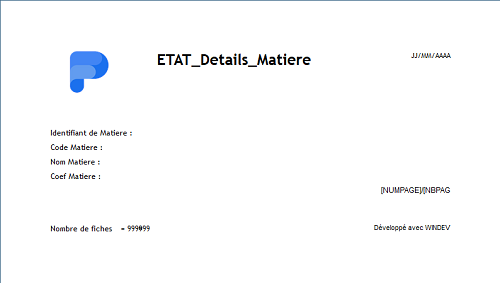 ETAT_Details_Matiere
JJ/MM/AAAA
Identifiant de Matiere :
Code Matiere :
Nom Matiere :
Coef Matiere :
[NUMPAGE]/[NBPAG
Nombre de fiches = 999999
Développé avec WINDEV